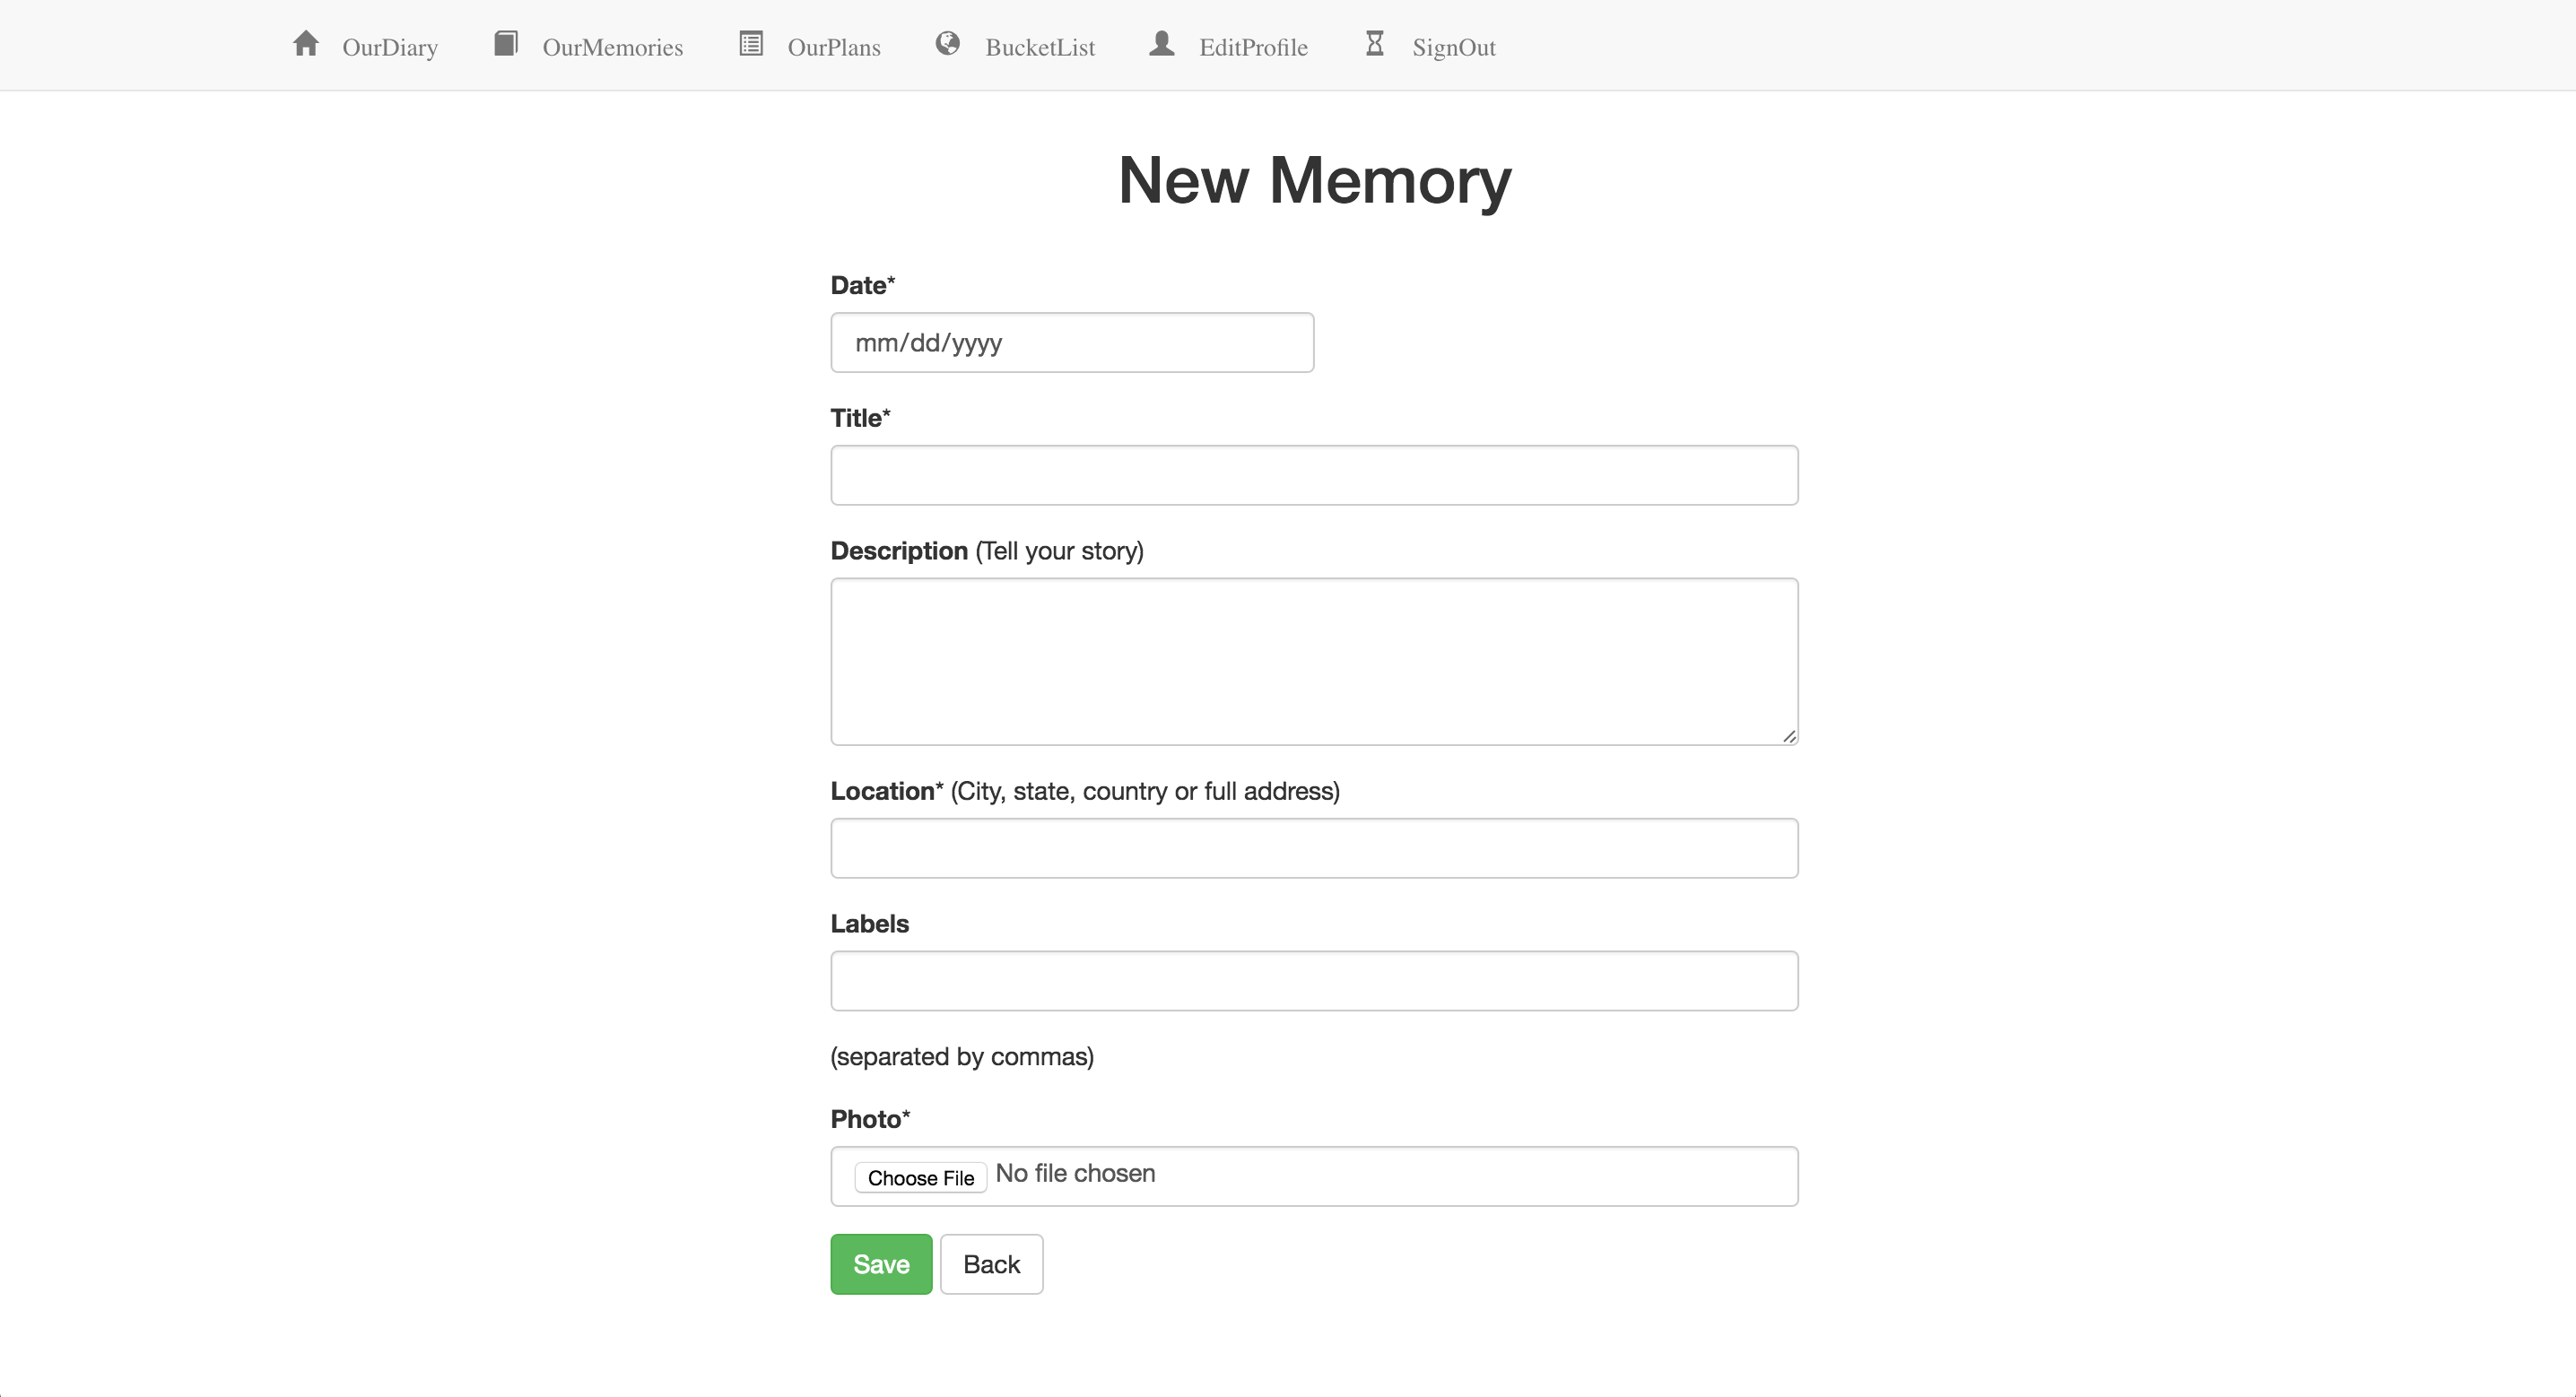 OurDiary OurMemories OurPlans BucketList EditProfile SignOut
New Memory
Date*
mm/dd/yyyy
Title*
Description (Tell your story)
Location* (City, state, country or full address)
Labels
(separated by commas)
Photo*
Choose File No file chosen
Save Back